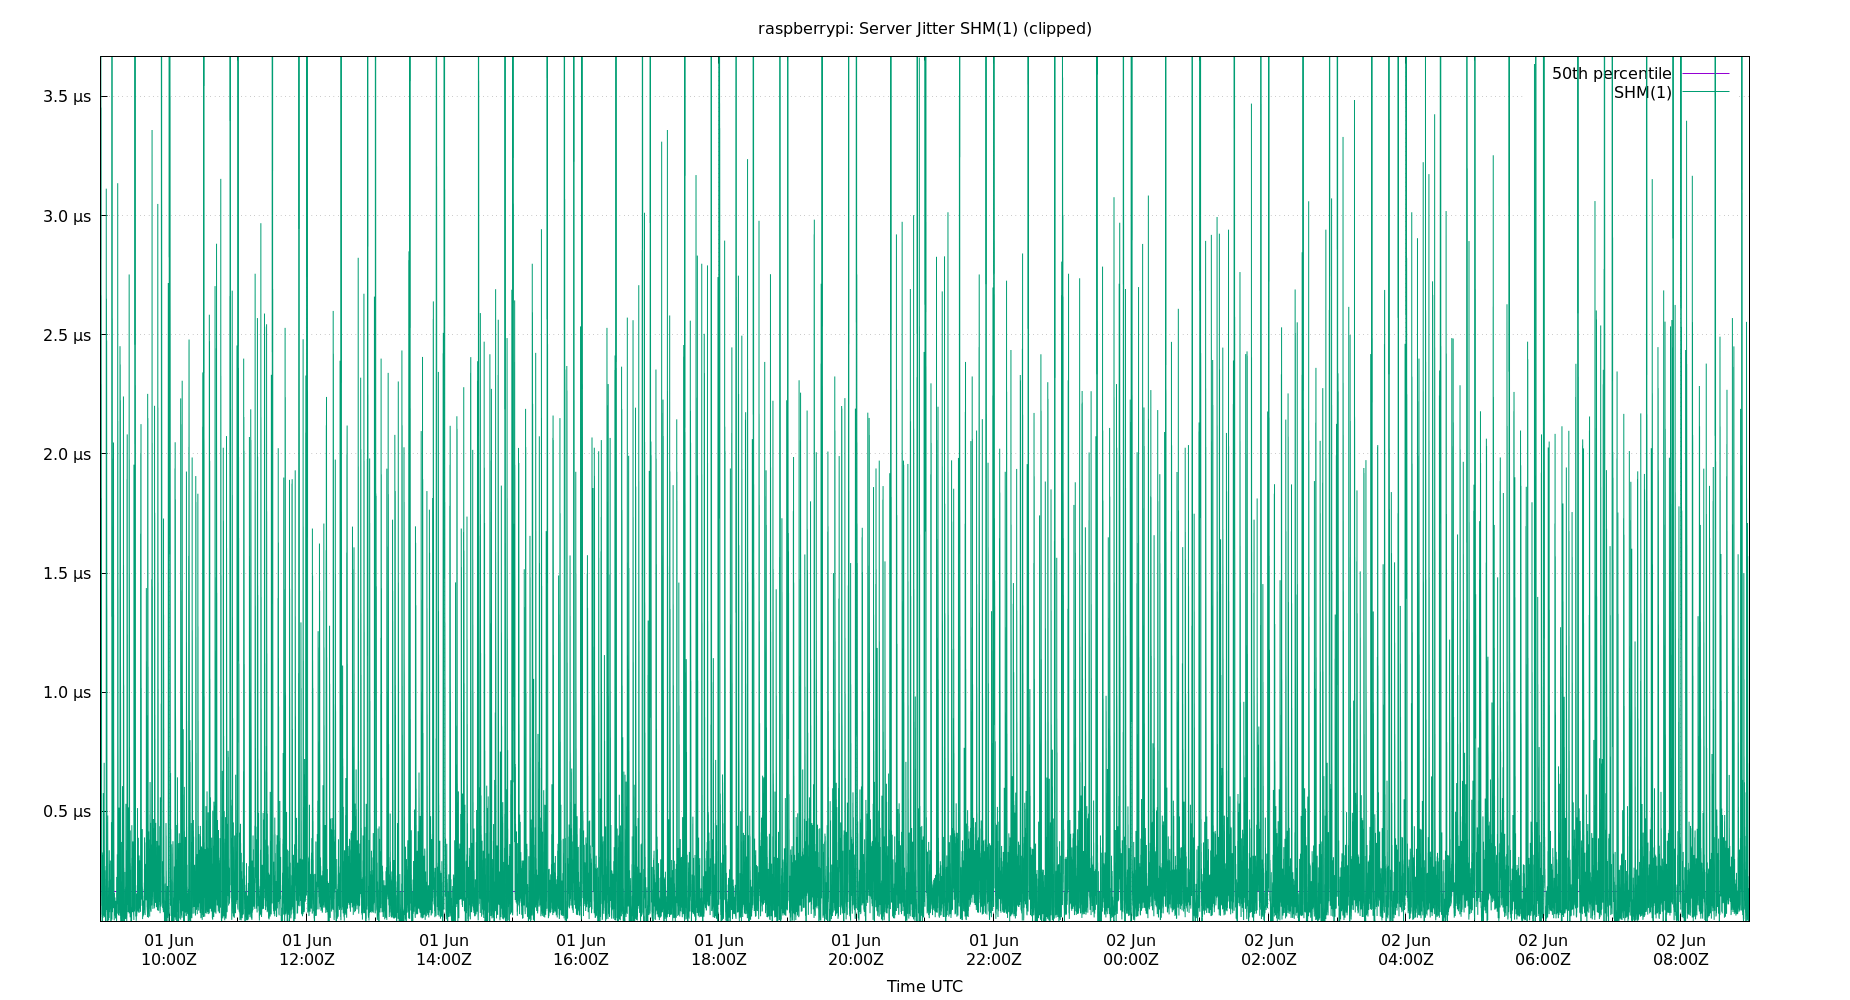 raspberrypi: Server Jitter SHM(1) (clipped)
50th percentile
SHM(1)
3.5 µs
3.0 µs
2.5 µs
2.0 µs
1.5 µs
1.0 µs
0.5 µs
01 Jun 01 Jun 01 Jun 01 Jun 01 Jun 01 Jun 01 Jun 02 Jun 02 Jun 02 Jun 02 Jun 02 Jun
10:00Z 12:00Z 14:00Z 16:00Z 18:00Z 20:00Z 22:00Z 00:00Z 02:00Z 04:00Z 06:00Z 08:00Z
Time UTC